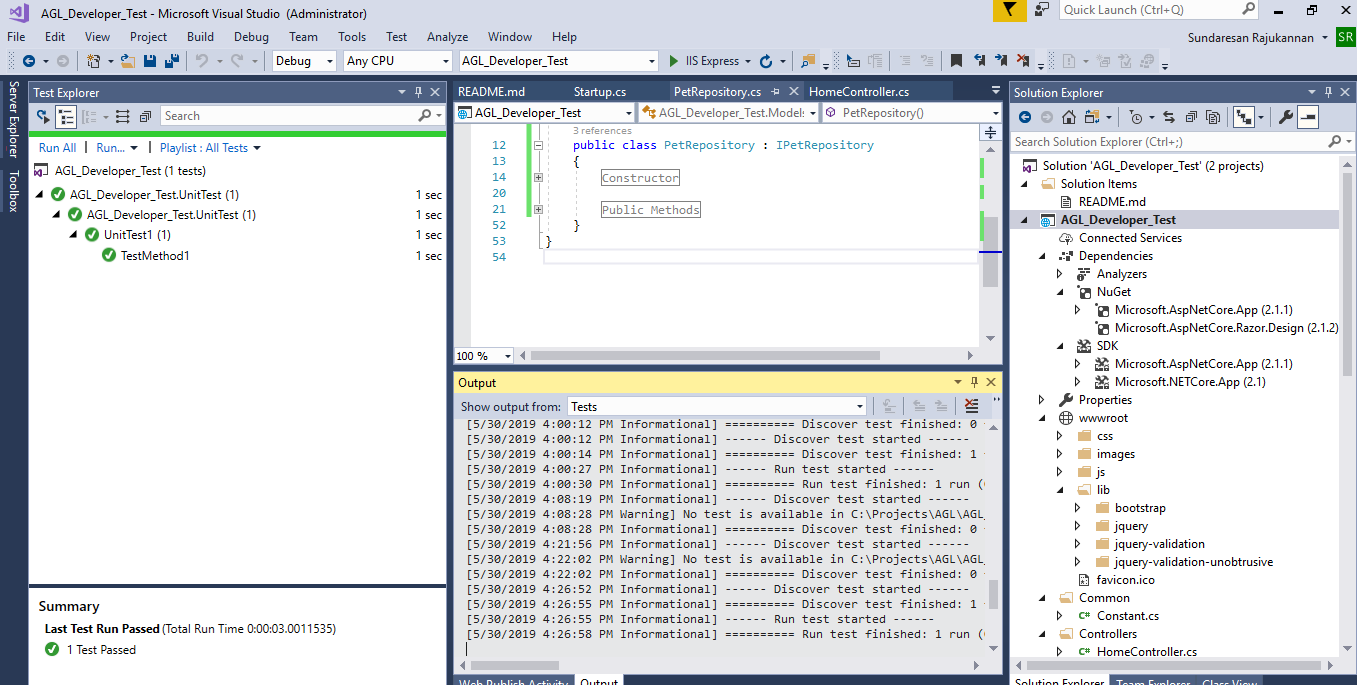 AGL_Developer_Test - Microsoft Visual Studio (Administrator)
Quick Launch (Ctrl+Q)
File Edit View Project Build Debug Team Tools Test Analyze Window Help
Sundaresan Rajukannan SR
Debug Any CPU AGL_Developer_Test IIS Express
Server Explorer
Toolbox
Test Explorer
Search
Run All | Run... | Playlist : All Tests
AGL_Developer_Test (1 tests)
AGL_Developer_Test.UnitTest (1) 1 sec
AGL_Developer_Test.UnitTest (1) 1 sec
UnitTest1 (1) 1 sec
TestMethod1 1 sec
Summary
Last Test Run Passed (Total Run Time 0:00:03.0011535)
1 Test Passed
README.md Startup.cs PetRepository.cs HomeController.cs
AGL_Developer_Test AGL_Developer_Test.Models PetRepository()
3 references
12 public class PetRepository : IPetRepository
13 {
14 Constructor
20
21 Public Methods
52 }
53 }
54
100 %
Output
Show output from: Tests
[5/30/2019 4:00:12 PM Informational] ========== Discover test finished: 0
[5/30/2019 4:00:12 PM Informational] ------ Discover test started ------
[5/30/2019 4:00:14 PM Informational] ========== Discover test finished: 1
[5/30/2019 4:00:27 PM Informational] ------ Run test started ------
[5/30/2019 4:00:30 PM Informational] ========== Run test finished: 1 run (
[5/30/2019 4:08:19 PM Informational] ------ Discover test started ------
[5/30/2019 4:08:28 PM Warning] No test is available in C:\Projects\AGL\AGL_
[5/30/2019 4:08:28 PM Informational] ========== Discover test finished: 0
[5/30/2019 4:21:56 PM Informational] ------ Discover test started ------
[5/30/2019 4:22:02 PM Warning] No test is available in C:\Projects\AGL\AGL_
[5/30/2019 4:22:02 PM Informational] ========== Discover test finished: 0
[5/30/2019 4:26:52 PM Informational] ------ Discover test started ------
[5/30/2019 4:26:55 PM Informational] ========== Discover test finished: 1
[5/30/2019 4:26:55 PM Informational] ------ Run test started ------
[5/30/2019 4:26:58 PM Informational] ========== Run test finished: 1 run (
Web Publish Activity Output
Solution Explorer
Search Solution Explorer (Ctrl+;)
Solution 'AGL_Developer_Test' (2 projects)
Solution Items
README.md
AGL_Developer_Test
Connected Services
Dependencies
Analyzers
NuGet
Microsoft.AspNetCore.App (2.1.1)
Microsoft.AspNetCore.Razor.Design (2.1.2)
SDK
Microsoft.AspNetCore.App (2.1.1)
Microsoft.NETCore.App (2.1)
Properties
wwwroot
css
images
js
lib
bootstrap
jquery
jquery-validation
jquery-validation-unobtrusive
favicon.ico
Common
C# Constant.cs
Controllers
C# HomeController.cs
Solution Explorer Team Explorer Class View